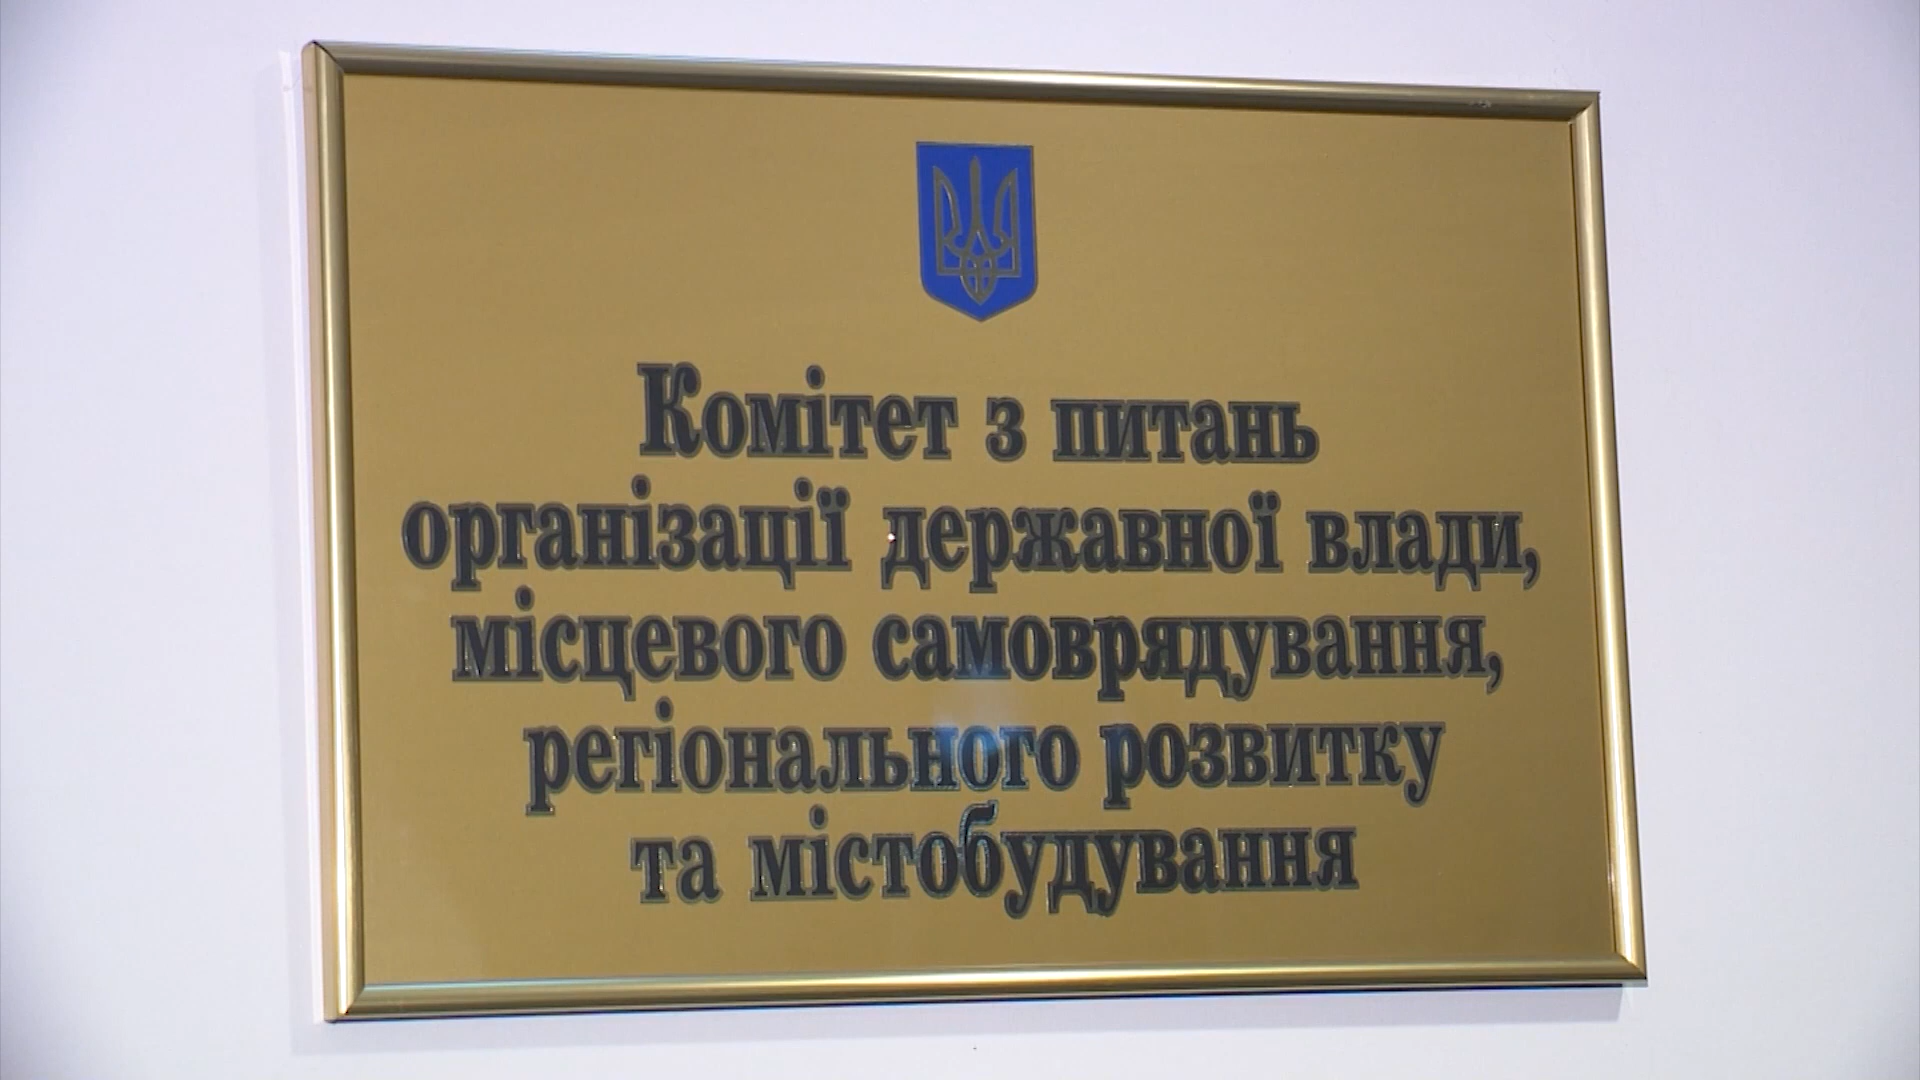 Комітет з питань
організації державної влади,
місцевого самоврядування,
регіонального розвитку
та містобудування